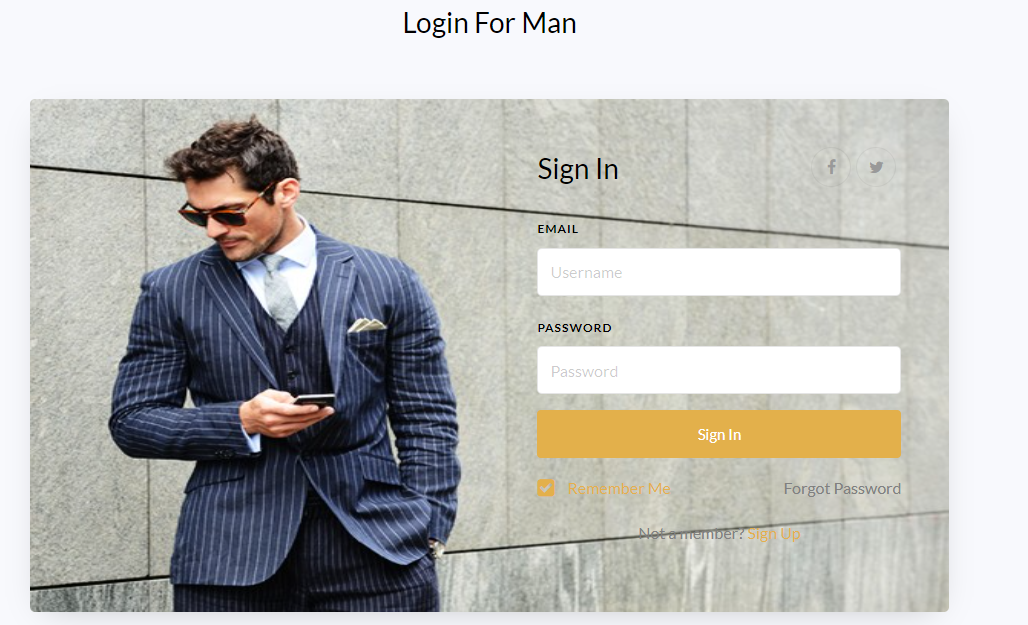 Login For Man
Sign In
EMAIL
Username
PASSWORD
Password
Sign In
Remember Me
Forgot Password
Not a member? Sign Up